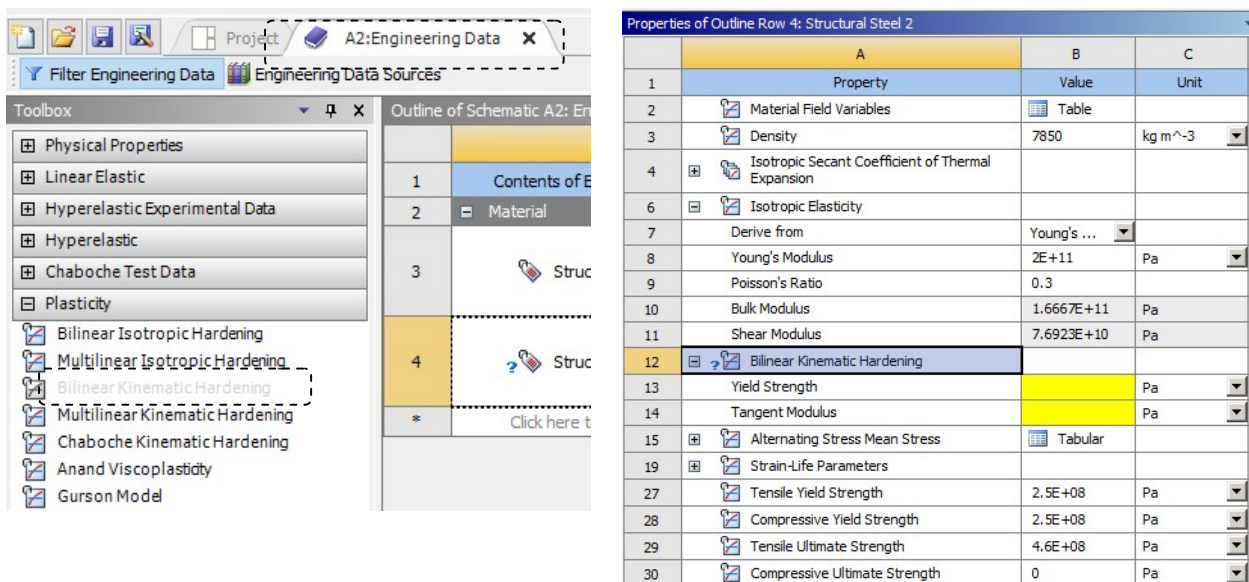 Project
A2:Engineering Data X
Filter Engineering Data
Engineering Data Sources
Toolbox
Outline of Schematic A2: En
Physical Properties
Linear Elastic
Hyperelastic Experimental Data
Hyperelastic
Chaboche Test Data
Plasticity
Bilinear Isotropic Hardening
Multilinear Isotropic Hardening
Bilinear Kinematic Hardening
Multilinear Kinematic Hardening
Chaboche Kinematic Hardening
Anand Viscoplasticity
Gurson Model
1 Contents of E
2 Material
3 Struc
4 ? Struc
* Click here t
Properties of Outline Row 4: Structural Steel 2
A B C
1 Property Value Unit
2 Material Field Variables Table
3 Density 7850 kg m^-3
4 Isotropic Secant Coefficient of Thermal
Expansion
6 Isotropic Elasticity
7 Derive from Young's ...
8 Young's Modulus 2E+11 Pa
9 Poisson's Ratio 0.3
10 Bulk Modulus 1.6667E+11 Pa
11 Shear Modulus 7.6923E+10 Pa
12 ? Bilinear Kinematic Hardening
13 Yield Strength Pa
14 Tangent Modulus Pa
15 Alternating Stress Mean Stress Tabular
19 Strain-Life Parameters
27 Tensile Yield Strength 2.5E+08 Pa
28 Compressive Yield Strength 2.5E+08 Pa
29 Tensile Ultimate Strength 4.6E+08 Pa
30 Compressive Ultimate Strength 0 Pa